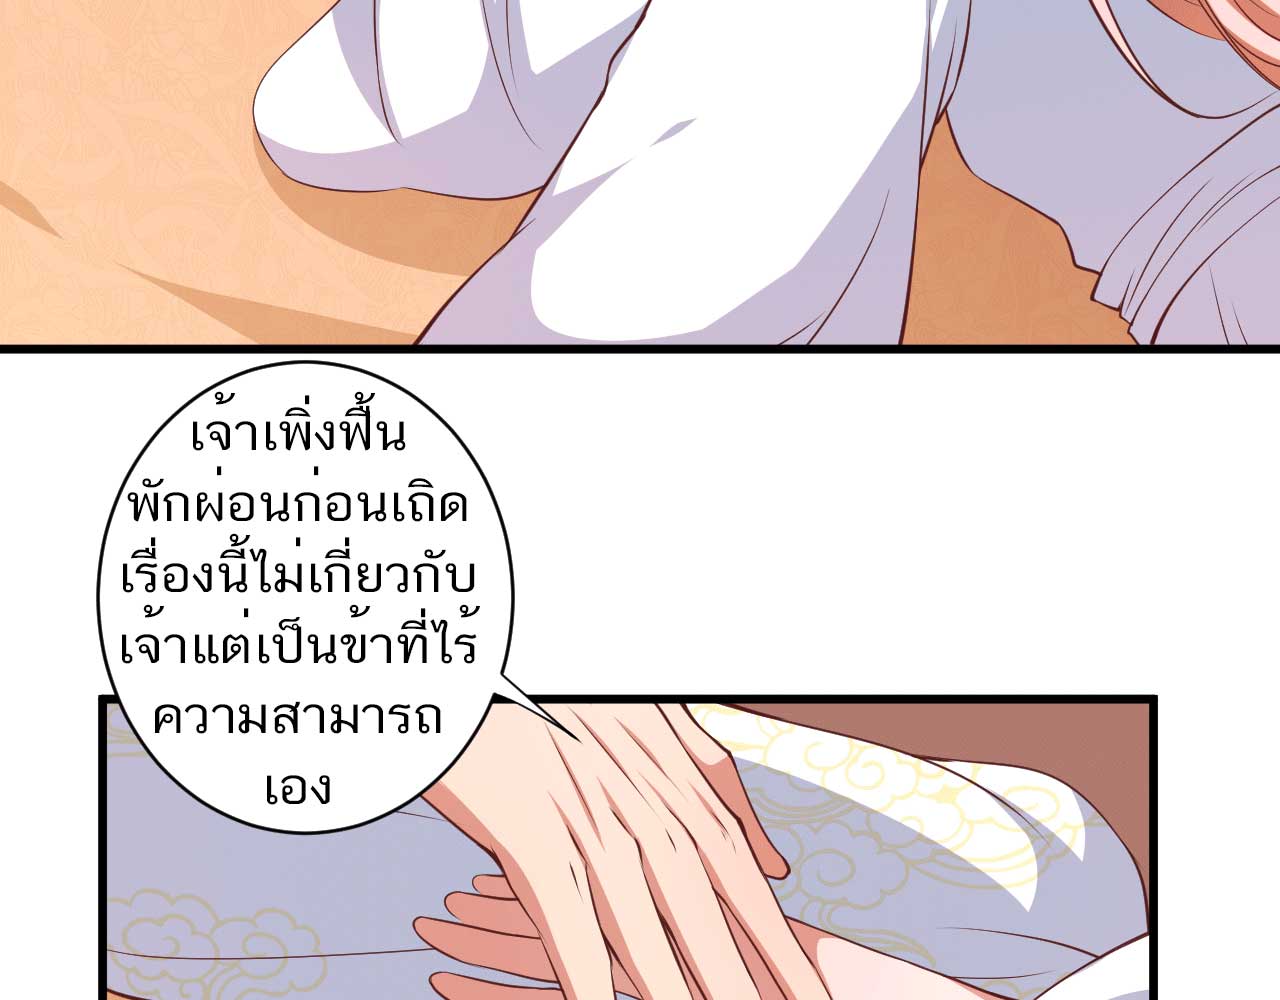 เจ้าเพิ่งฟื้น
พักผ่อนก่อนเถิด
เรื่องนี้ไม่เกี่ยวกับ
เจ้าแต่เป็นข้าที่ไร้
ความสามารถ
เอง